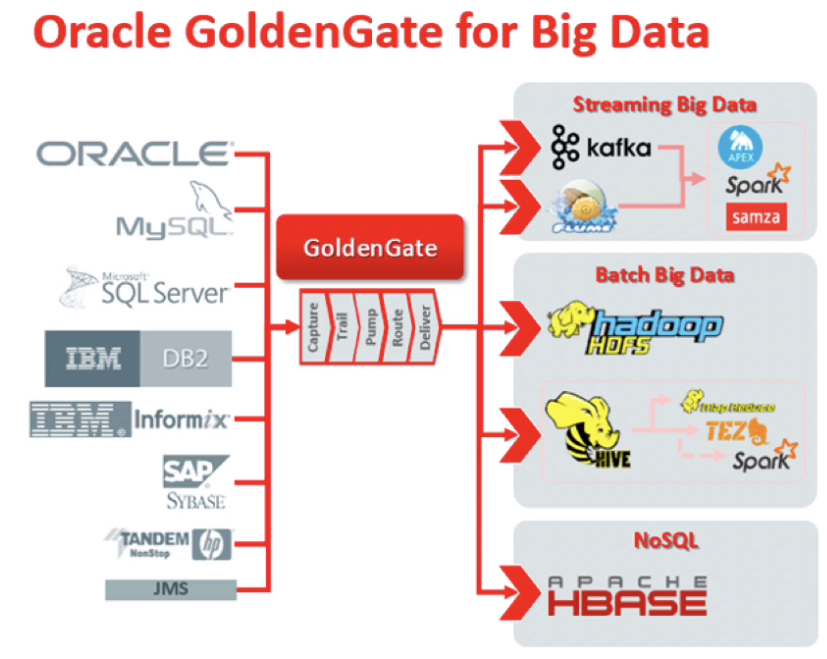 Oracle GoldenGate for Big Data
ORACLE
MySQL
Microsoft
SQL Server
IBM DB2
IBM Informix
SAP
SYBASE
TANDEM
NonStop
hp
JMS
GoldenGate
Capture
Trail
Pump
Route
Deliver
Streaming Big Data
kafka
APEX
Spark
samza
FLUME
Batch Big Data
hadoop
HDFS
HIVE
MapReduce
TEZ
Spark
NoSQL
APACHE
HBASE